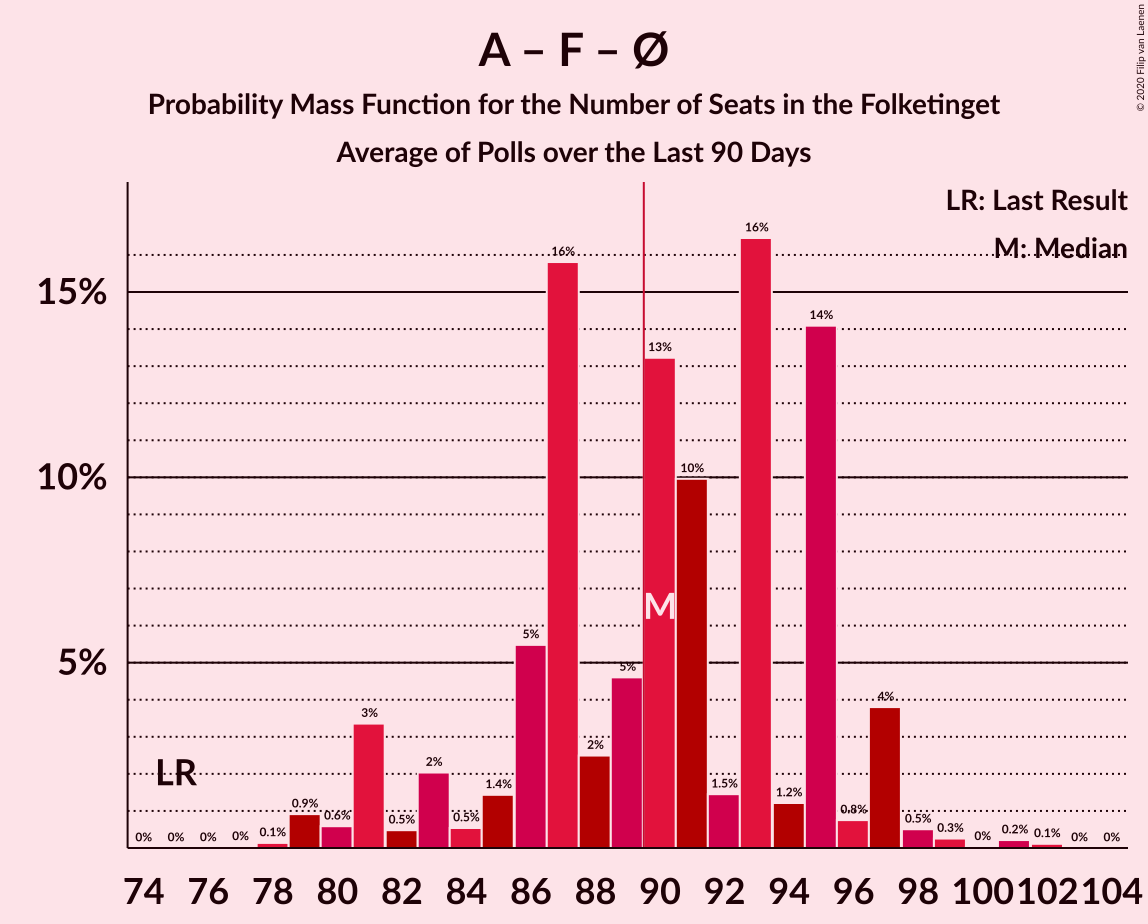 A – F – Ø
Probability Mass Function for the Number of Seats in the Folketinget
Average of Polls over the Last 90 Days
© 2020 Filip van Laenen
LR: Last Result
M: Median
15%
10%
5%
LR
M
0% 0% 0% 0% 0.1% 0.9% 0.6% 3% 0.5% 2% 0.5% 1.4% 5% 16% 2% 5% 13% 10% 1.5% 16% 1.2% 14% 0.8% 4% 0.5% 0.3% 0% 0.2% 0.1% 0% 0%
74 76 78 80 82 84 86 88 90 92 94 96 98 100 102 104